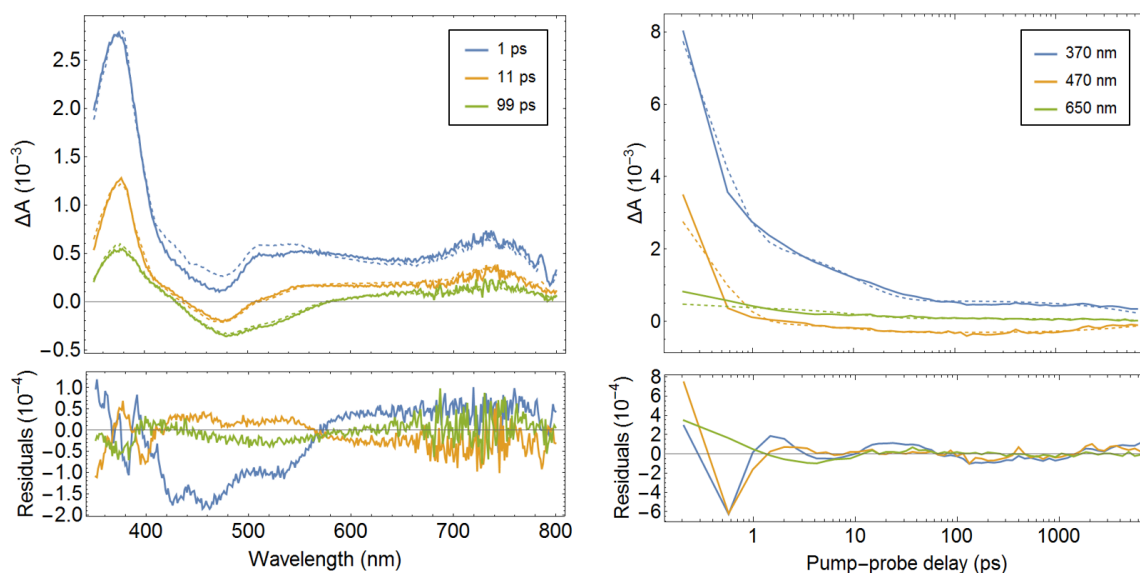 1 ps
11 ps
99 ps
ΔA (10⁻³)
2.5
2.0
1.5
1.0
0.5
0.0
−0.5
Residuals (10⁻⁴)
1.0
0.5
0.0
−0.5
−1.0
−1.5
−2.0
400 500 600 700 800
Wavelength (nm)
370 nm
470 nm
650 nm
ΔA (10⁻³)
8
6
4
2
0
Residuals (10⁻⁴)
8
6
4
2
0
−2
−4
−6
1 10 100 1000
Pump−probe delay (ps)